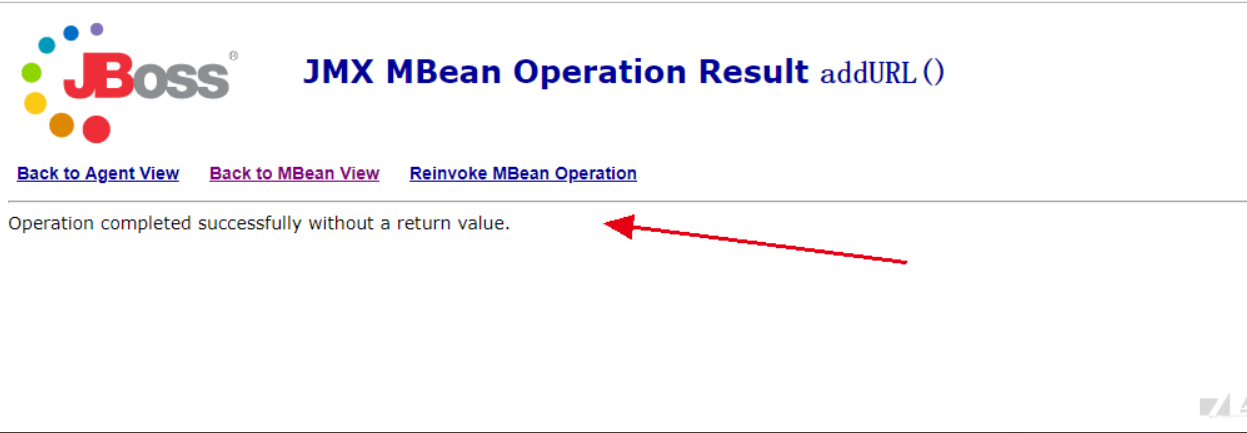 JBoss®
JMX MBean Operation Result addURL()
Back to Agent View Back to MBean View Reinvoke MBean Operation
Operation completed successfully without a return value.